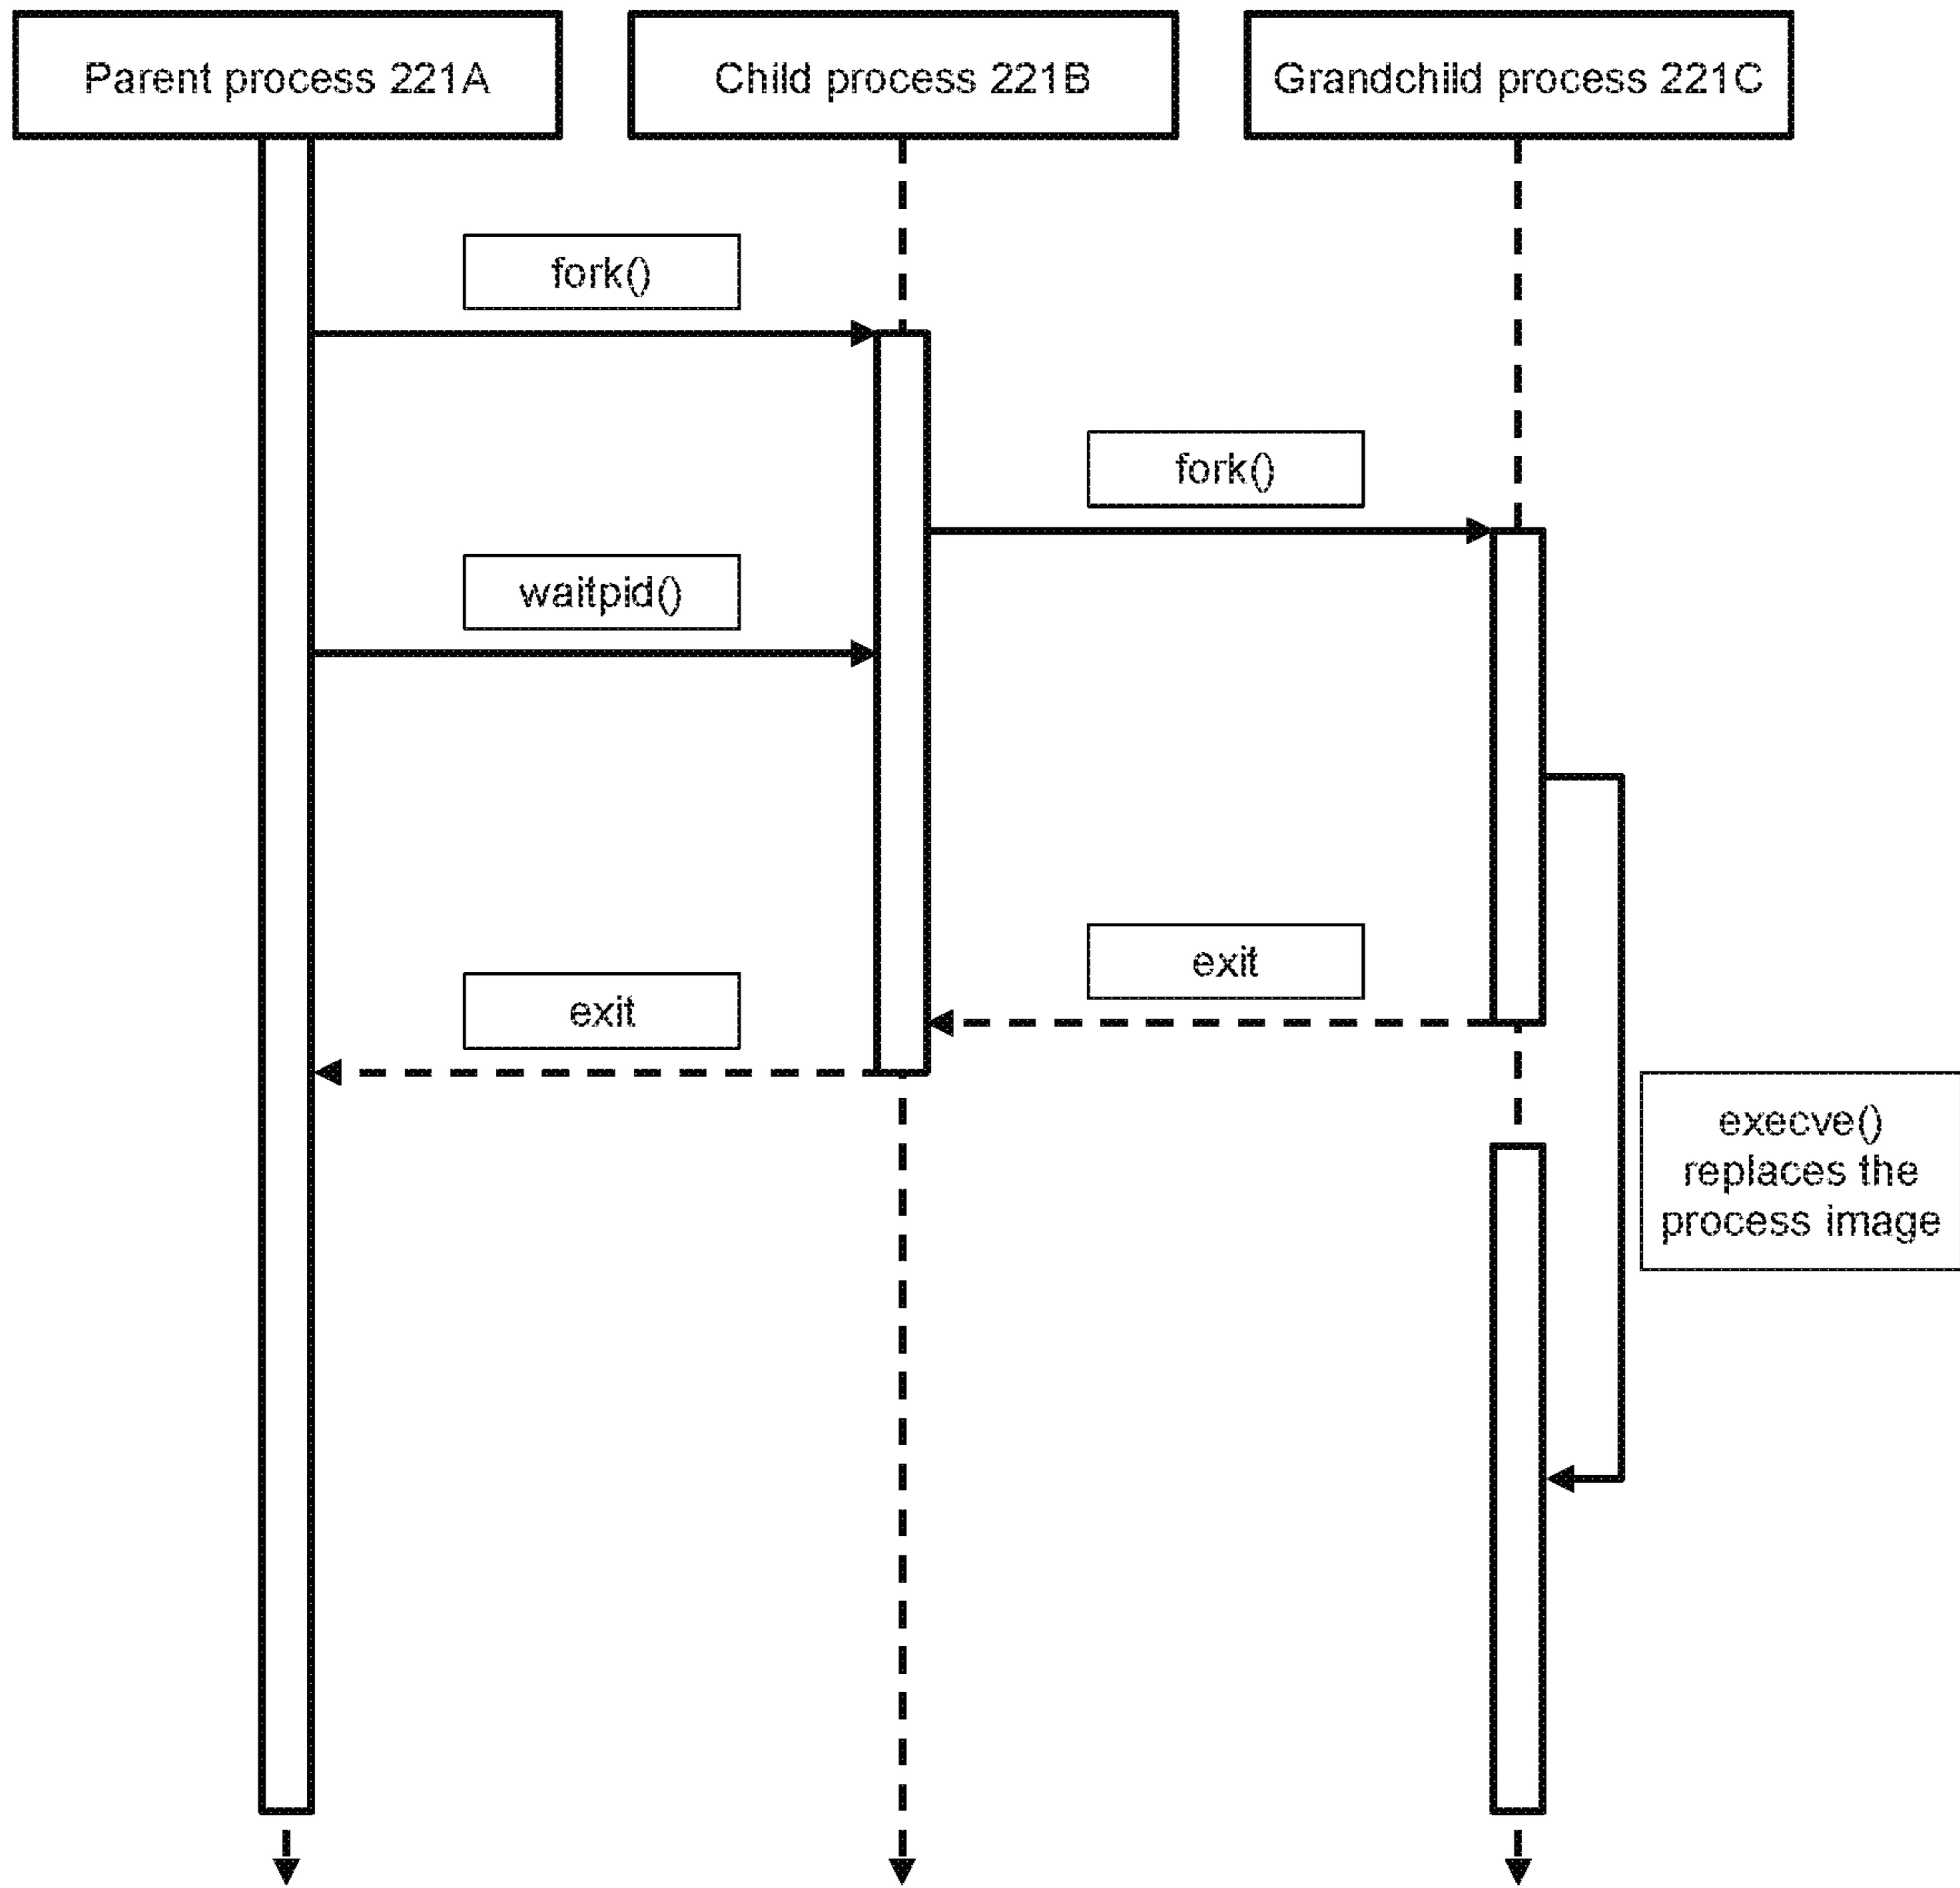 Parent process 221A
Child process 221B
Grandchild process 221C
fork()
fork()
waitpid()
exit
exit
execve()
replaces the
process image